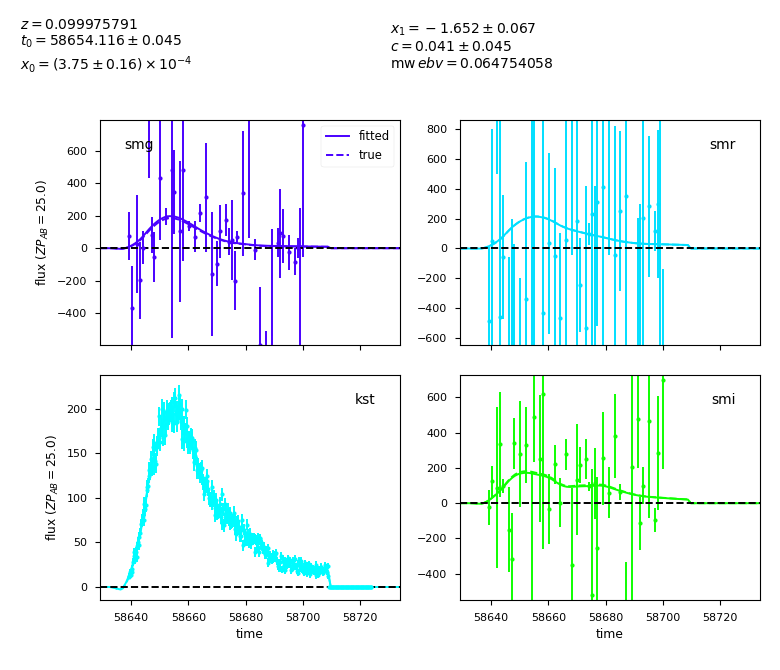 z = 0.099975791
t₀ = 58654.116 ± 0.045
x₀ = (3.75 ± 0.16) × 10⁻⁴
x₁ = −1.652 ± 0.067
c = 0.041 ± 0.045
mwebv = 0.064754058
smg
fitted
true
600
400
200
0
−200
−400
flux (ZP_AB = 25.0)
smr
800
600
400
200
0
−200
−400
−600
kst
200
150
100
50
0
flux (ZP_AB = 25.0)
58640 58660 58680 58700 58720
time
smi
600
400
200
0
−200
−400
58640 58660 58680 58700 58720
time